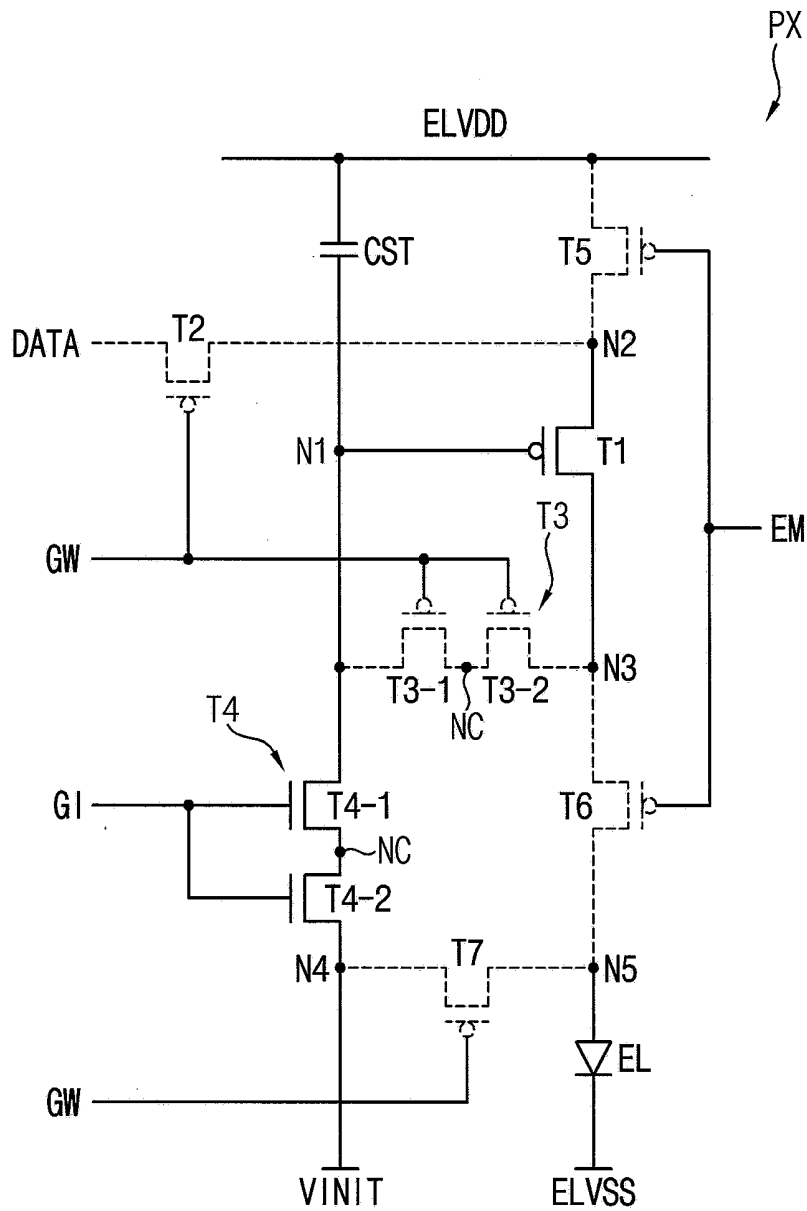 PX
ELVDD
CST
T5
T2
DATA
N2
N1
T1
T3
EM
GW
T3-1
T3-2
N3
NC
T4
GI
T4-1
T6
NC
T4-2
N4
T7
N5
EL
GW
VINIT
ELVSS